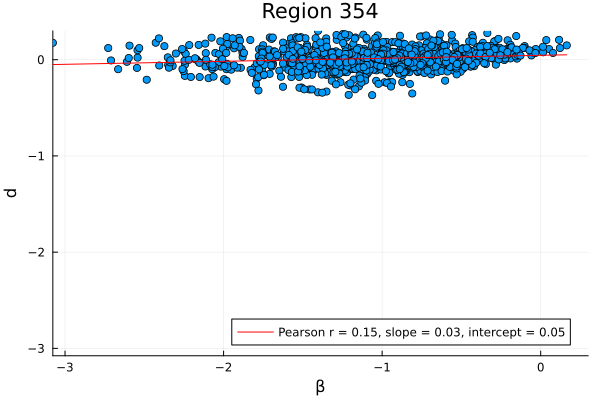 Region 354
0
−1
−2
−3
d
Pearson r = 0.15, slope = 0.03, intercept = 0.05
−3
−2
−1
0
β